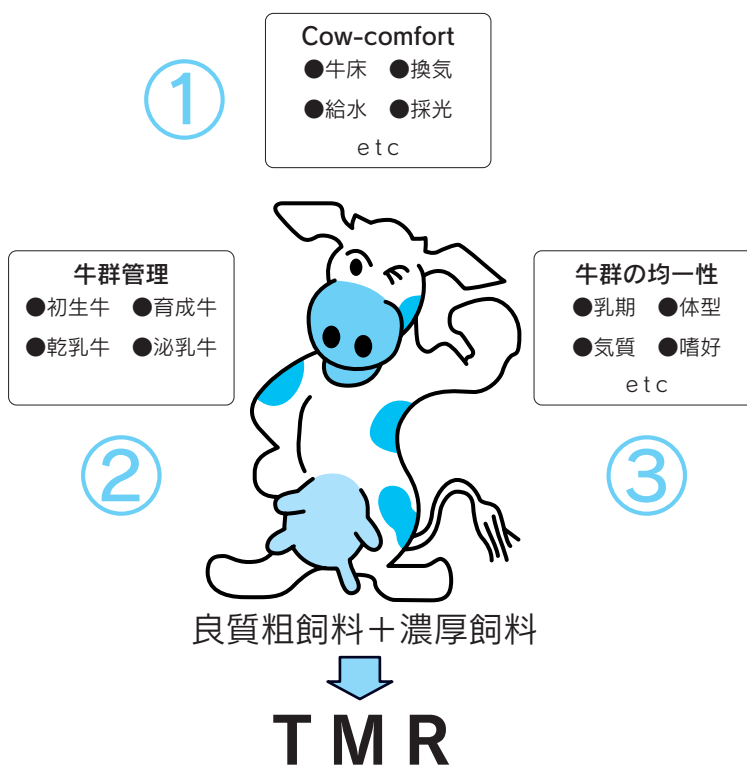 ①
Cow-comfort
●牛床 ●換気
●給水 ●採光
etc
牛群管理
●初生牛 ●育成牛
●乾乳牛 ●泌乳牛
②
牛群の均一性
●乳期 ●体型
●気質 ●嗜好
etc
③
良質粗飼料＋濃厚飼料
TMR